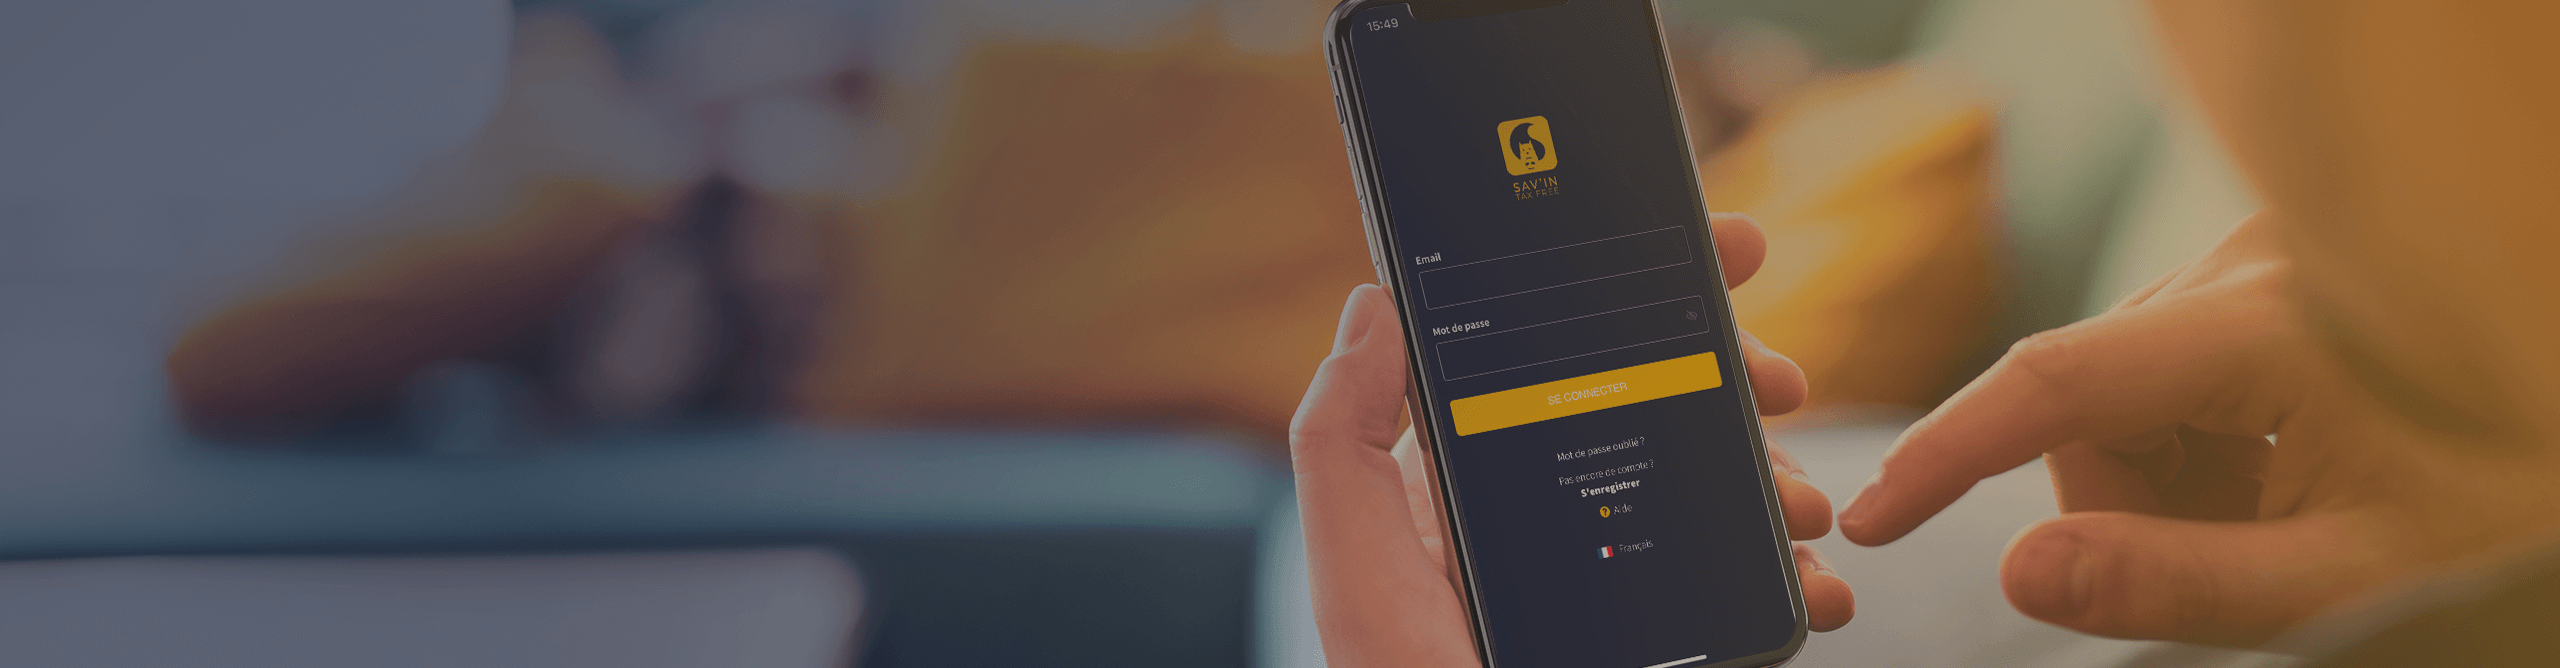 15:49
SAV'IN
TAX FREE
Email
Mot de passe
SE CONNECTER
Mot de passe oublié ?
Pas encore de compte ?
S'enregistrer
? Aide
Français